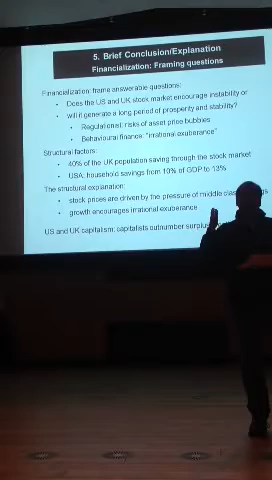 5. Brief Conclusion/Explanation
Financialization: Framing questions
Financialization: frame answerable questions:
• Does the US and UK stock market encourage instability or
• will it generate a long period of prosperity and stability?
• Regulationist: risks of asset price bubbles
• Behavioural finance: “irrational exuberance”
Structural factors:
• 40% of the UK population saving through the stock market
• USA: household savings from 10% of GDP to 13%
The structural explanation:
• stock prices are driven by the pressure of middle class
• growth encourages irrational exuberance
US and UK capitalism: capitalists outnumber surplus